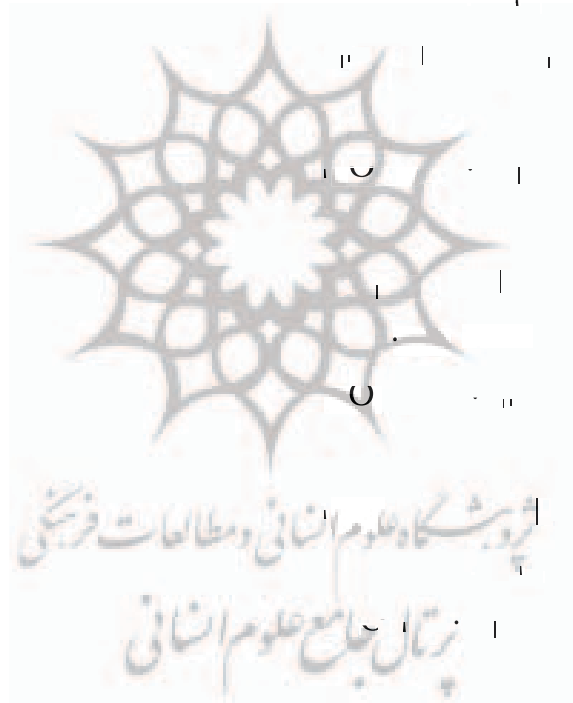 پژوهشگاه علوم انسانی و مطالعات فرهنگی
پرتال جامع علوم انسانی